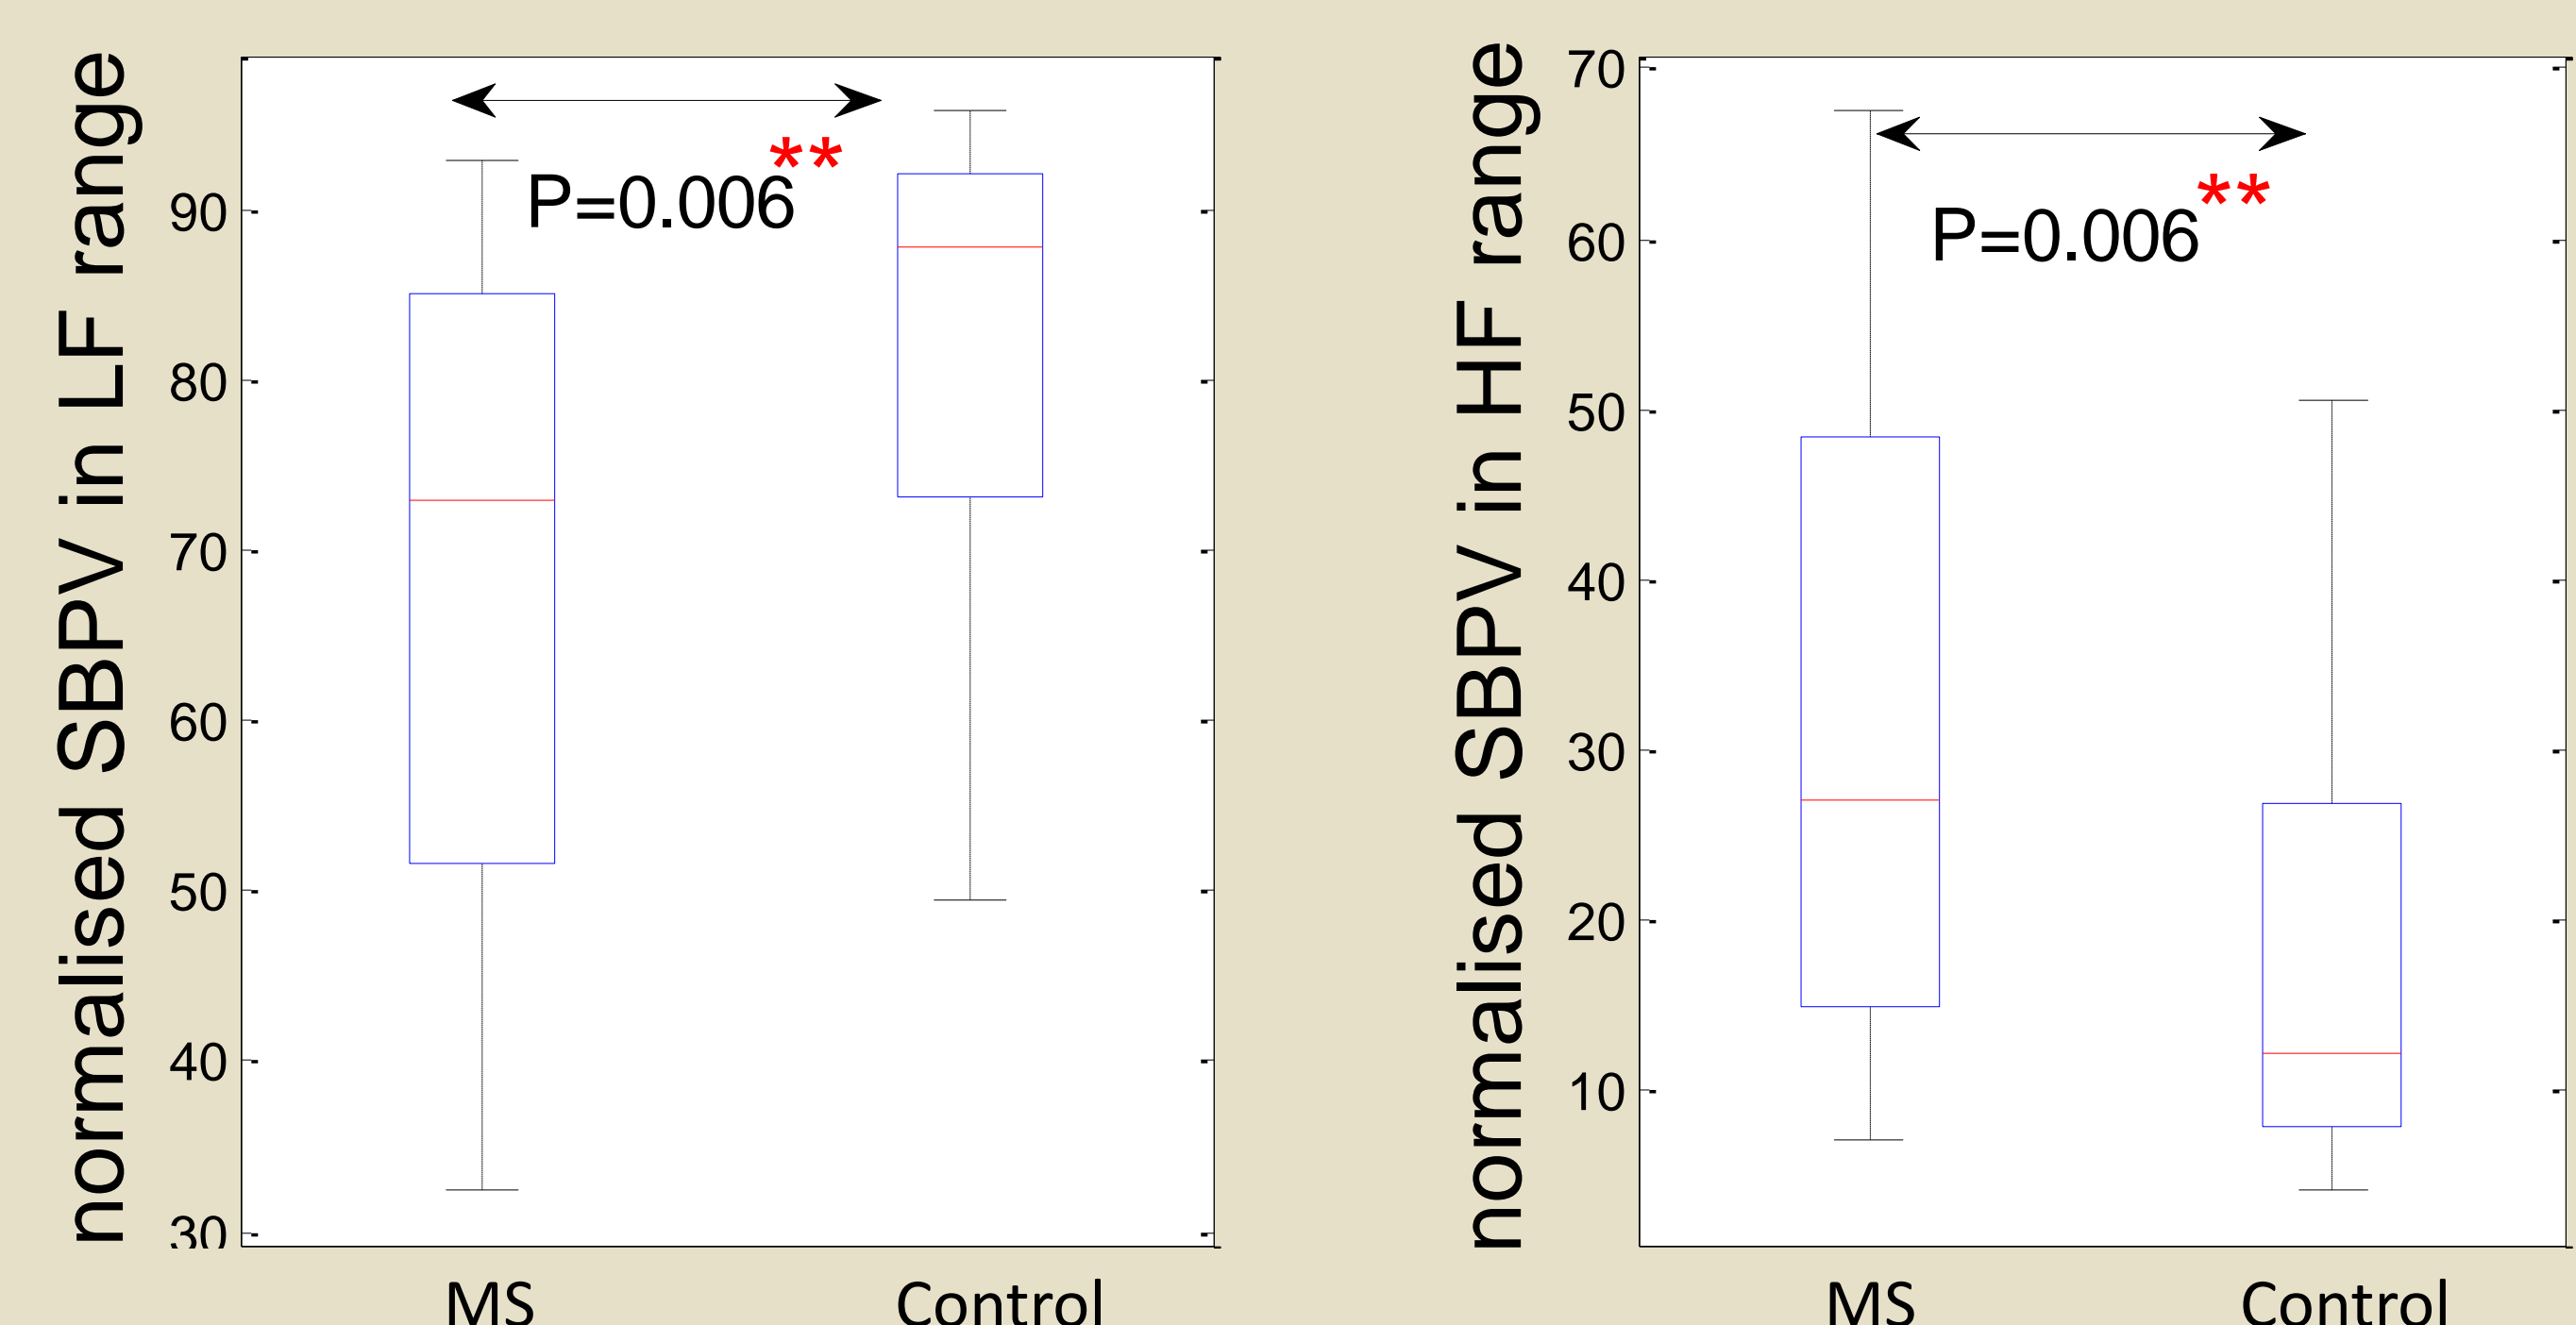 normalised SBPV in LF range
90
80
70
60
50
40
30
**
P=0.006
MS
Control
normalised SBPV in HF range
70
60
50
40
30
20
10
**
P=0.006
MS
Control